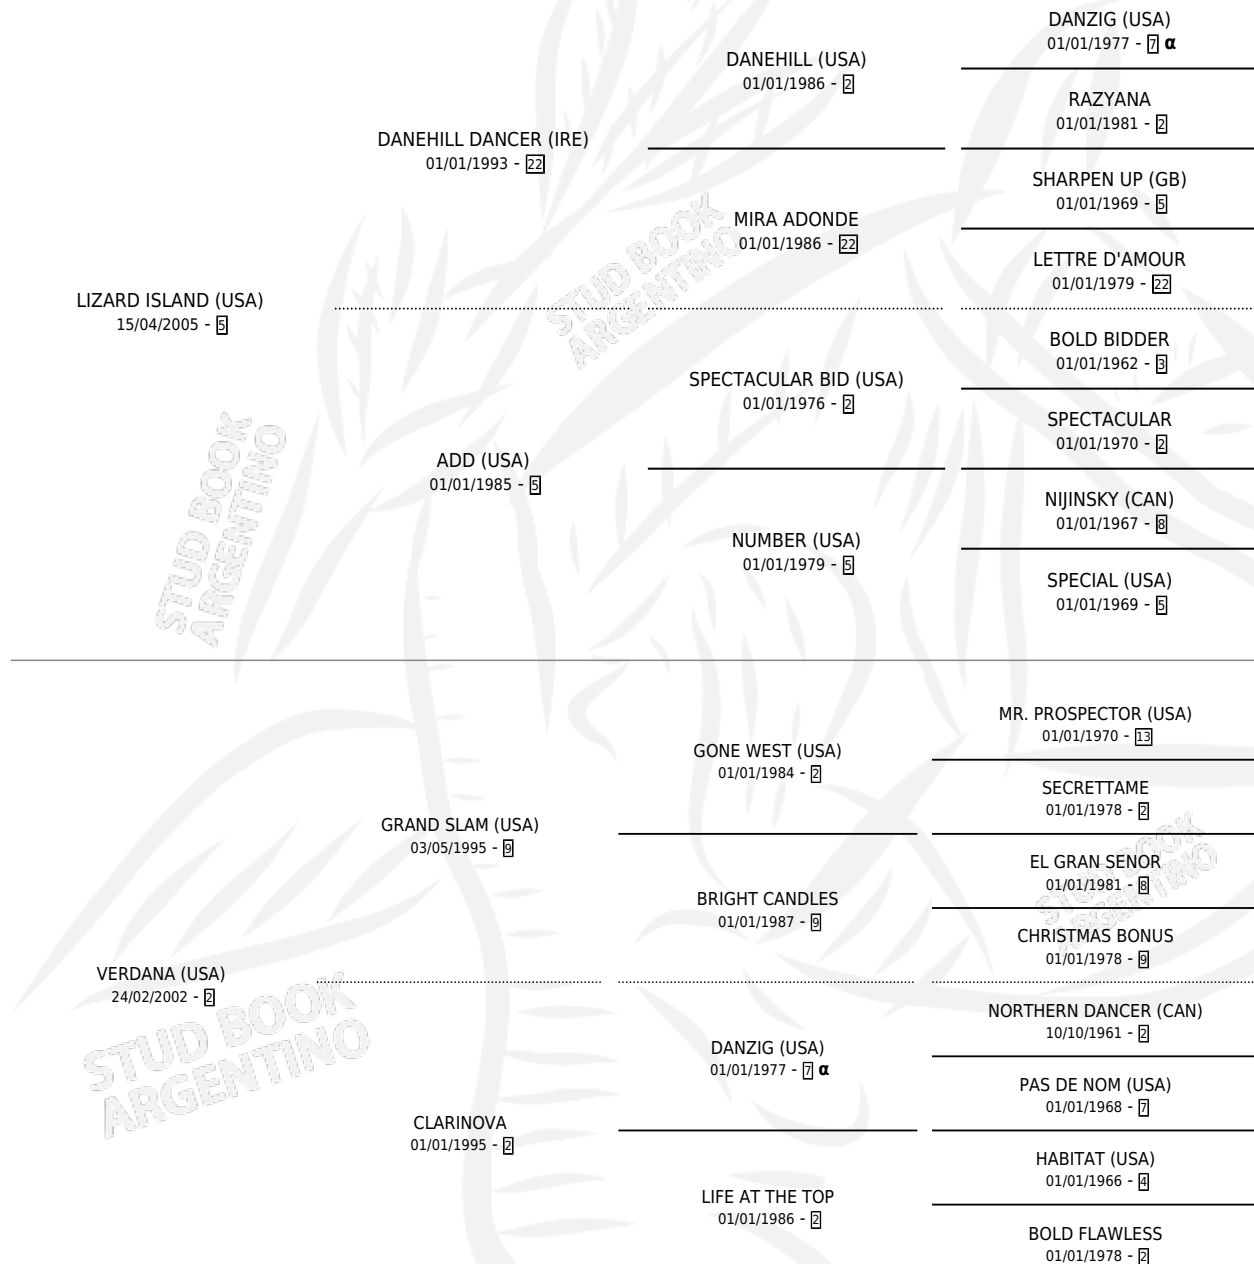 DANZIG (USA)
01/01/1977 - 7 α
DANEHILL (USA)
01/01/1986 - 2
RAZYANA
01/01/1981 - 2
DANEHILL DANCER (IRE)
01/01/1993 - 22
SHARPEN UP (GB)
01/01/1969 - 5
MIRA ADONDE
01/01/1986 - 22
LETTRE D'AMOUR
01/01/1979 - 22
LIZARD ISLAND (USA)
15/04/2005 - 5
STUD BOOK
ARGENTINO
BOLD BIDDER
01/01/1962 - 3
SPECTACULAR BID (USA)
01/01/1976 - 2
SPECTACULAR
01/01/1970 - 2
ADD (USA)
01/01/1985 - 5
STUD BOOK
ARGENTINO
NIJINSKY (CAN)
01/01/1967 - 8
NUMBER (USA)
01/01/1979 - 5
SPECIAL (USA)
01/01/1969 - 5
MR. PROSPECTOR (USA)
01/01/1970 - 13
GONE WEST (USA)
01/01/1984 - 2
SECRETTAME
01/01/1978 - 2
GRAND SLAM (USA)
03/05/1995 - 9
EL GRAN SENOR
01/01/1981 - 8
STUD BOOK
ARGENTINO
BRIGHT CANDLES
01/01/1987 - 9
CHRISTMAS BONUS
01/01/1978 - 9
VERDANA (USA)
24/02/2002 - 2
STUD BOOK
ARGENTINO
NORTHERN DANCER (CAN)
10/10/1961 - 2
DANZIG (USA)
01/01/1977 - 7 α
PAS DE NOM (USA)
01/01/1968 - 7
CLARINOVA
01/01/1995 - 2
HABITAT (USA)
01/01/1966 - 4
LIFE AT THE TOP
01/01/1986 - 2
BOLD FLAWLESS
01/01/1978 - 2